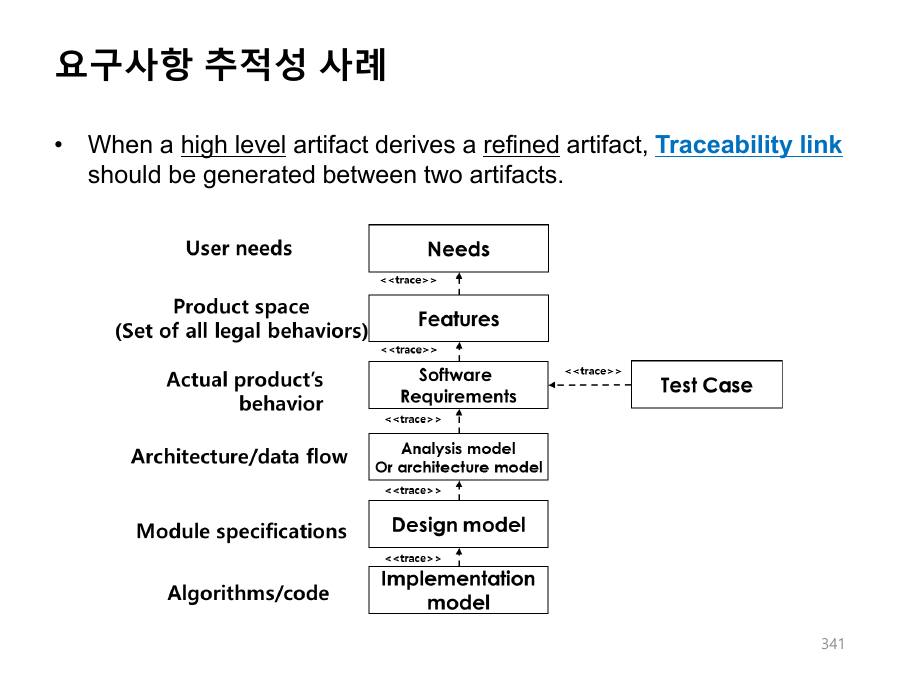 요구사항 추적성 사례
• When a high level artifact derives a refined artifact, Traceability link
should be generated between two artifacts.
User needs
Needs
<<trace>>
Product space
(Set of all legal behaviors)
Features
<<trace>>
Actual product's
behavior
Software
Requirements
<<trace>>
Test Case
<<trace>>
Architecture/data flow
Analysis model
Or architecture model
<<trace>>
Module specifications
Design model
<<trace>>
Algorithms/code
Implementation
model
341